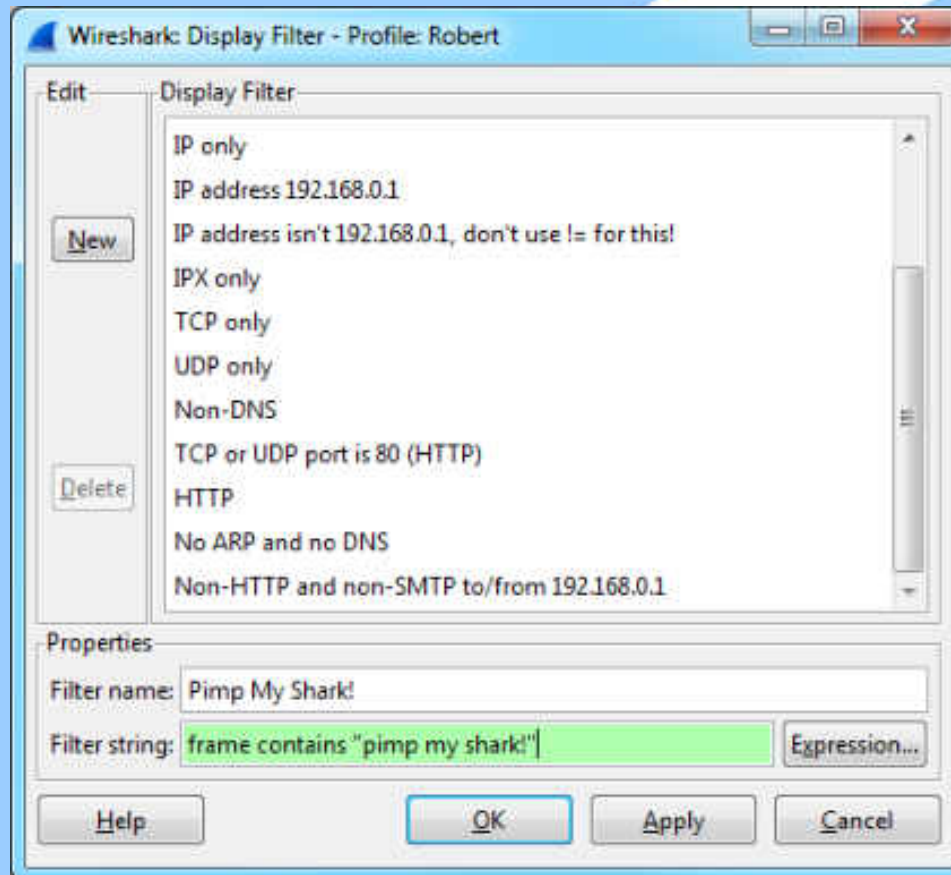 Wireshark: Display Filter - Profile: Robert
Edit
Display Filter
IP only
IP address 192.168.0.1
New
IP address isn't 192.168.0.1, don't use != for this!
IPX only
TCP only
UDP only
Non-DNS
TCP or UDP port is 80 (HTTP)
Delete
HTTP
No ARP and no DNS
Non-HTTP and non-SMTP to/from 192.168.0.1
Properties
Filter name: Pimp My Shark!
Filter string: frame contains "pimp my shark!" Expression...
Help OK Apply Cancel